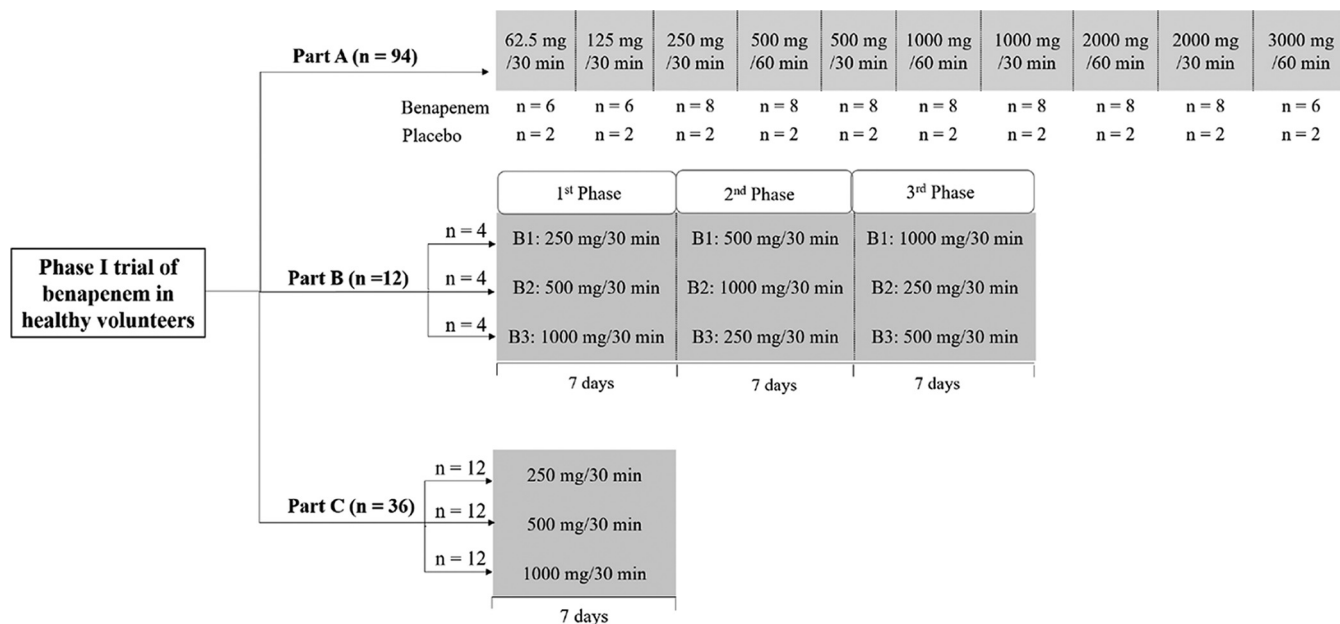 Part A (n = 94)
62.5 mg /30 min
125 mg /30 min
250 mg /30 min
500 mg /60 min
500 mg /30 min
1000 mg /60 min
1000 mg /30 min
2000 mg /60 min
2000 mg /30 min
3000 mg /60 min
Benapenem n = 6 n = 6 n = 8 n = 8 n = 8 n = 8 n = 8 n = 8 n = 8 n = 6
Placebo n = 2 n = 2 n = 2 n = 2 n = 2 n = 2 n = 2 n = 2 n = 2 n = 2
Phase I trial of
benapenem in
healthy volunteers
Part B (n =12)
1st Phase 2nd Phase 3rd Phase
n = 4 B1: 250 mg/30 min B1: 500 mg/30 min B1: 1000 mg/30 min
n = 4 B2: 500 mg/30 min B2: 1000 mg/30 min B2: 250 mg/30 min
n = 4 B3: 1000 mg/30 min B3: 250 mg/30 min B3: 500 mg/30 min
7 days 7 days 7 days
Part C (n = 36)
n = 12 250 mg/30 min
n = 12 500 mg/30 min
n = 12 1000 mg/30 min
7 days